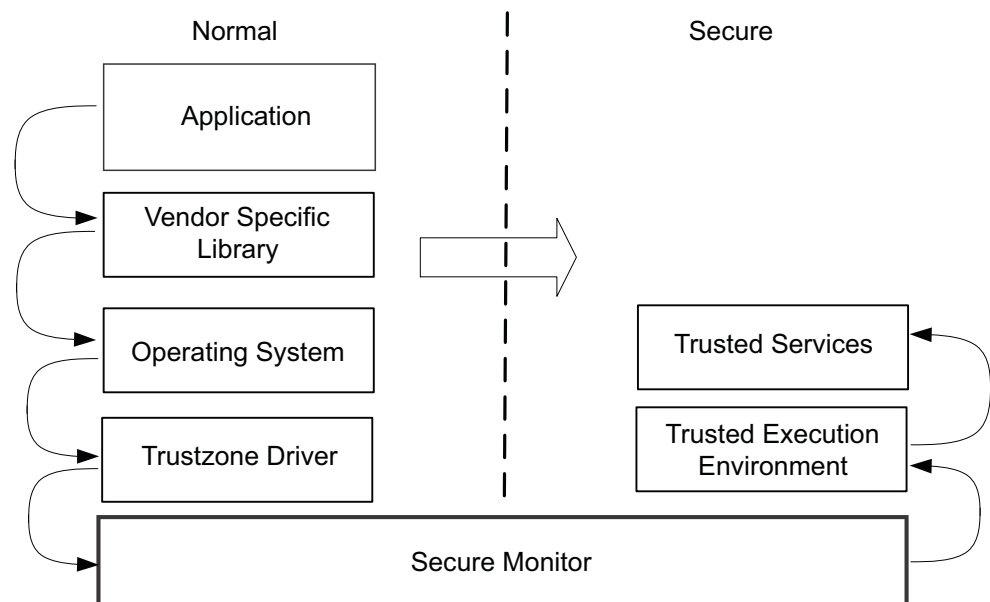 Normal
Secure
Application
Vendor Specific
Library
Operating System
Trusted Services
Trustzone Driver
Trusted Execution
Environment
Secure Monitor